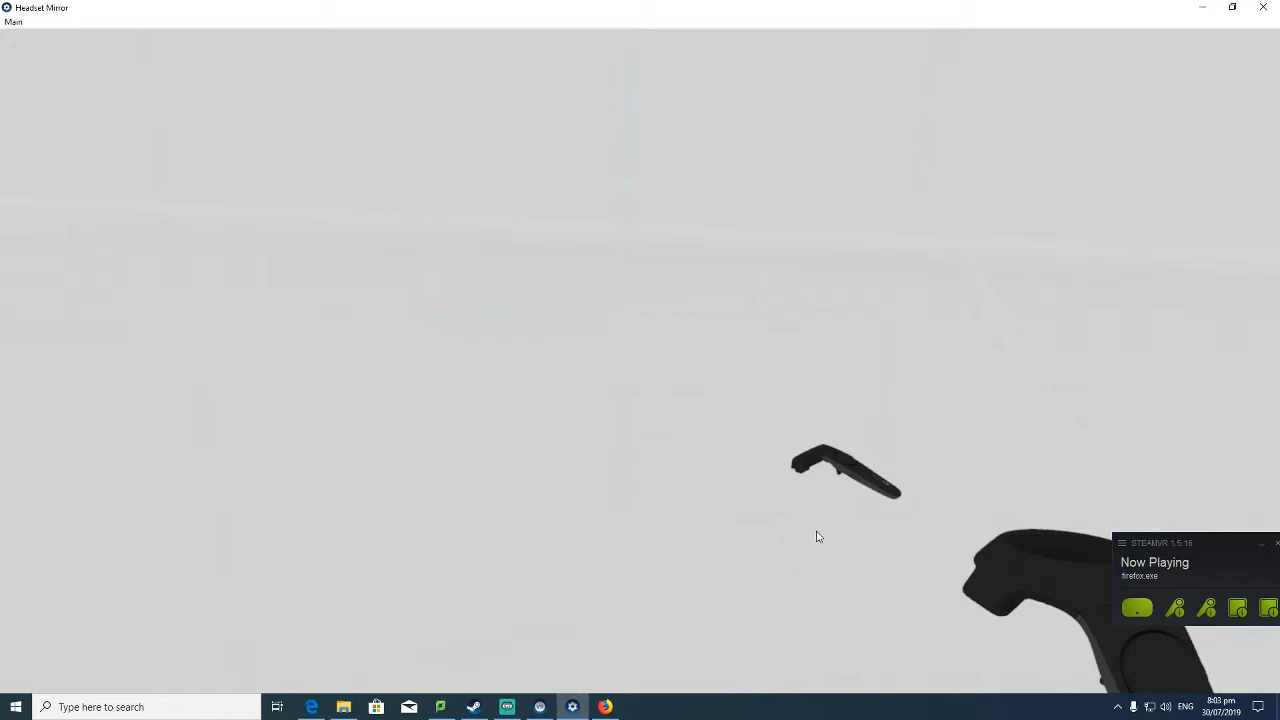 Headset Mirror
Main
STEAMVR 1.5.16
Now Playing
firefox.exe
Type here to search
ENG
8:03 pm
30/07/2019